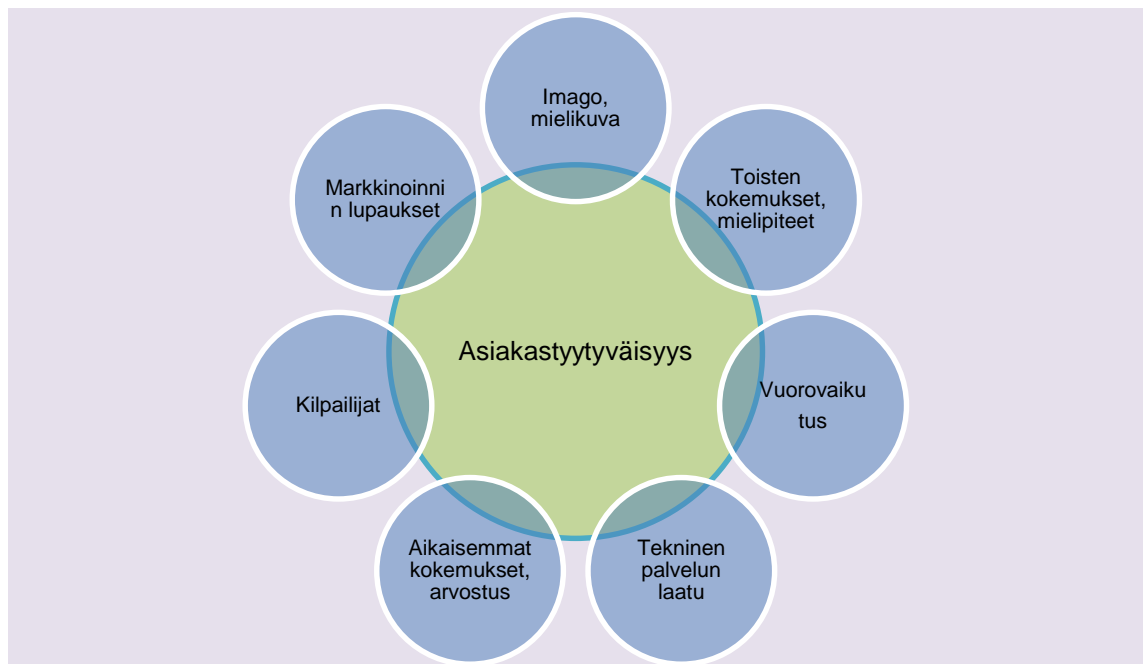 Imago,
mielikuva
Toisten
kokemukset,
mielipiteet
Vuorovaiku
tus
Tekninen
palvelun
laatu
Aikaisemmat
kokemukset,
arvostus
Kilpailijat
Markkinoinni
n lupaukset
Asiakastyytyväisyys